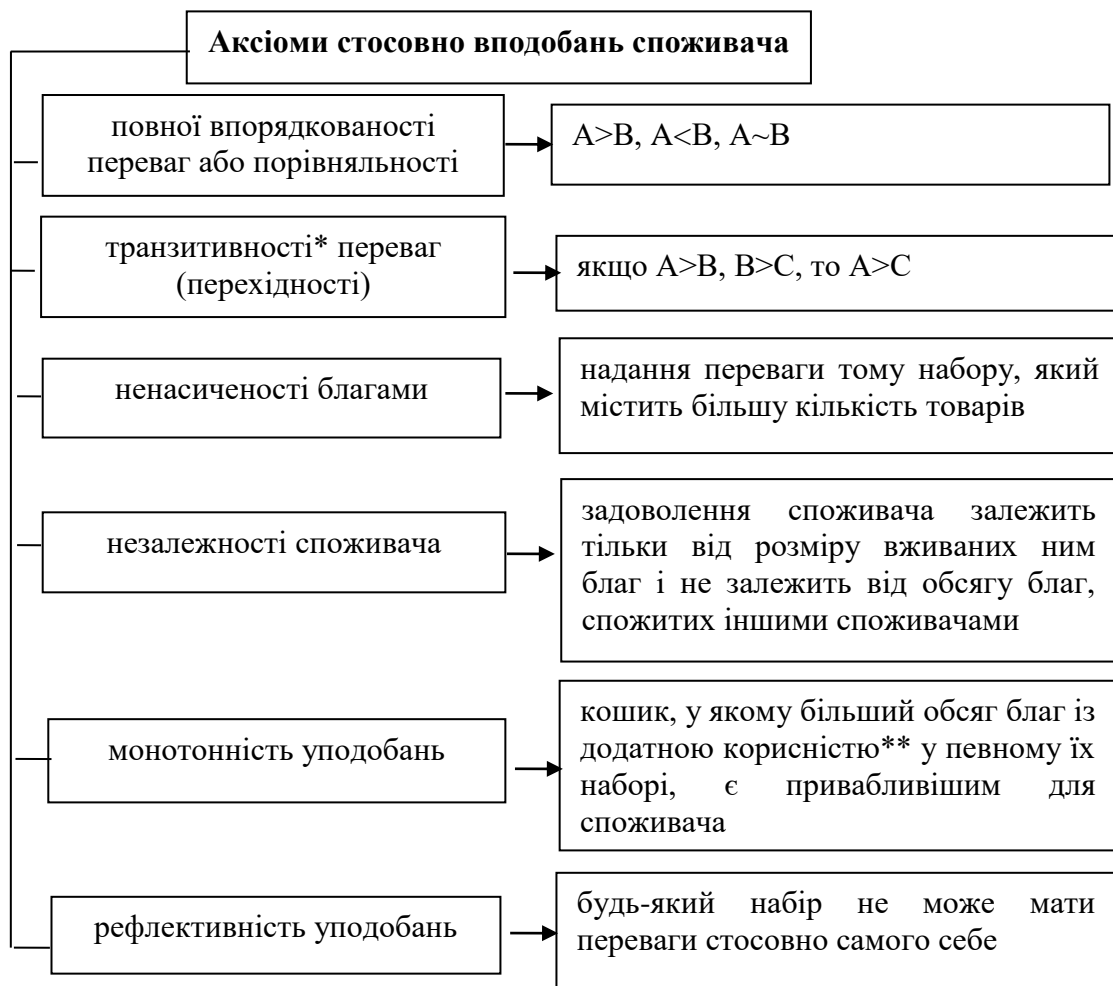 Аксіоми стосовно вподобань споживача
повної впорядкованості
переваг або порівняльності
A>B, A<B, A~B
транзитивності* переваг
(перехідності)
якщо A>B, B>C, то A>C
ненасиченості благами
надання переваги тому набору, який
містить більшу кількість товарів
незалежності споживача
задоволення споживача залежить
тільки від розміру вживаних ним
благ і не залежить від обсягу благ,
спожитих іншими споживачами
монотонність уподобань
кошик, у якому більший обсяг благ із
додатною корисністю** у певному їх
наборі, є привабливішим для
споживача
рефлективність уподобань
будь-який набір не може мати
переваги стосовно самого себе